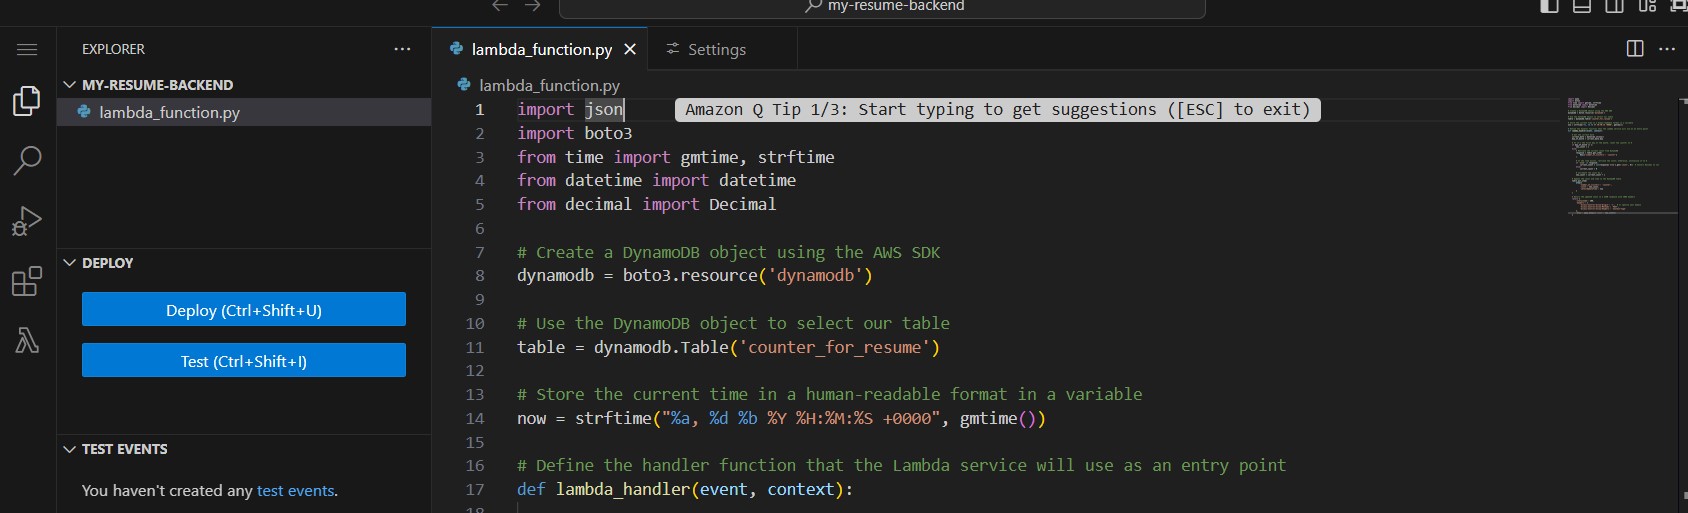 my-resume-backend
EXPLORER
MY-RESUME-BACKEND
lambda_function.py
DEPLOY
Deploy (Ctrl+Shift+U)
Test (Ctrl+Shift+I)
TEST EVENTS
You haven't created any test events.
lambda_function.py
Settings
lambda_function.py
1 import json Amazon Q Tip 1/3: Start typing to get suggestions ([ESC] to exit)
2 import boto3
3 from time import gmtime, strftime
4 from datetime import datetime
5 from decimal import Decimal
6
7 # Create a DynamoDB object using the AWS SDK
8 dynamodb = boto3.resource('dynamodb')
9
10 # Use the DynamoDB object to select our table
11 table = dynamodb.Table('counter_for_resume')
12
13 # Store the current time in a human-readable format in a variable
14 now = strftime("%a, %d %b %Y %H:%M:%S +0000", gmtime())
15
16 # Define the handler function that the Lambda service will use as an entry point
17 def lambda_handler(event, context):
18